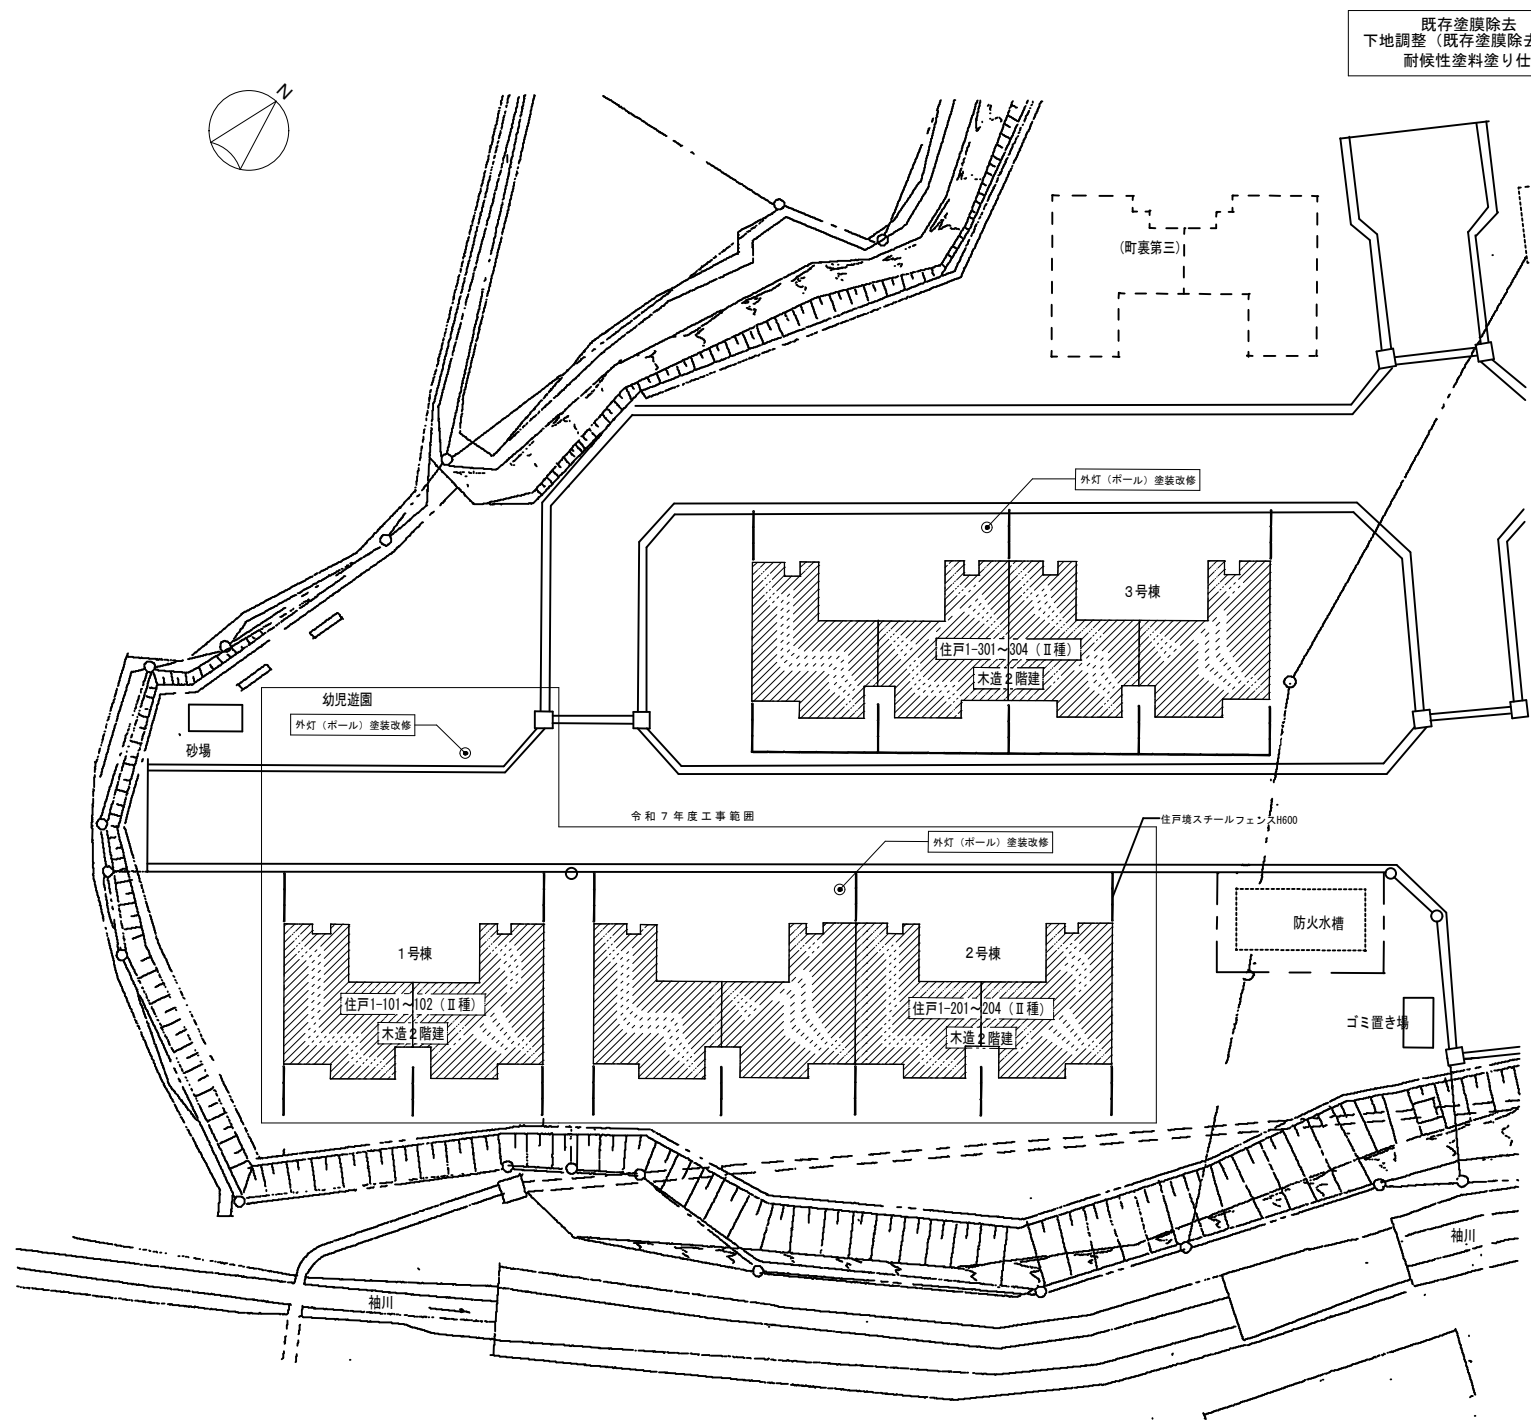 既存塗膜除去
下地調整（既存塗膜除去
耐候性塗料塗り仕
N
(町裏第三)
外灯（ポール）塗装改修
3号棟
住戸1-301～304（Ⅱ種）
木造2階建
幼児遊園
外灯（ポール）塗装改修
砂場
令和７年度工事範囲
住戸境スチールフェンスH600
外灯（ポール）塗装改修
防火水槽
1号棟
2号棟
住戸1-101～102（Ⅱ種）
住戸1-201～204（Ⅱ種）
木造2階建
木造2階建
ゴミ置き場
袖川
袖川